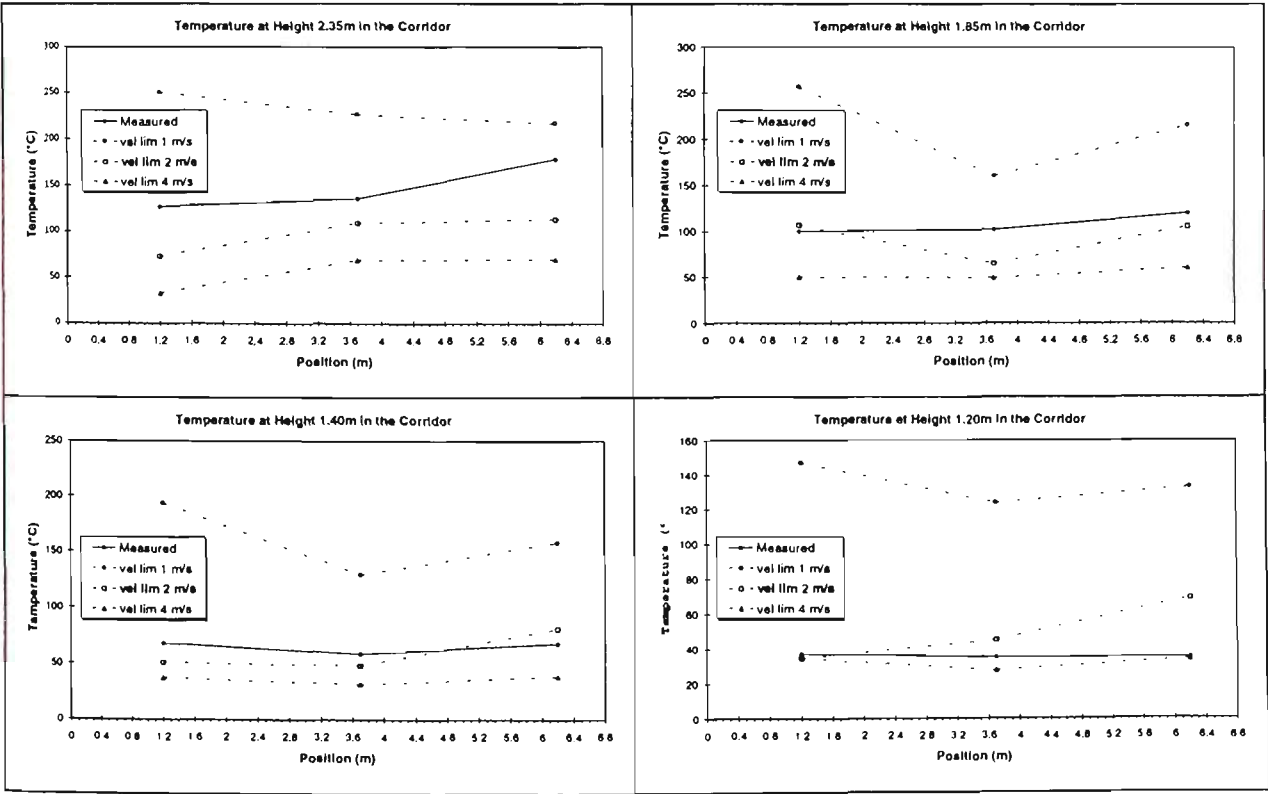 Temperature at Height 2.35m in the Corridor
300
250
200
150
100
50
0
Temperature (°C)
Measured
vel lim 1 m/s
vel lim 2 m/s
vel lim 4 m/s
0 0.4 0.8 1.2 1.6 2 2.4 2.8 3.2 3.6 4 4.4 4.8 5.2 5.6 6 6.4 6.8
Position (m)
Temperature at Height 1.85m in the Corridor
300
250
200
150
100
50
0
Temperature (°C)
Measured
vel lim 1 m/s
vel lim 2 m/s
vel lim 4 m/s
0 0.4 0.8 1.2 1.6 2 2.4 2.8 3.2 3.6 4 4.4 4.8 5.2 5.6 6 6.4 6.8
Position (m)
Temperature at Height 1.40m in the Corridor
250
200
150
100
50
0
Temperature (°C)
Measured
vel lim 1 m/s
vel lim 2 m/s
vel lim 4 m/s
0 0.4 0.8 1.2 1.6 2 2.4 2.8 3.2 3.6 4 4.4 4.8 5.2 5.6 6 6.4 6.8
Position (m)
Temperature at Height 1.20m in the Corridor
160
140
120
100
80
60
40
20
0
Temperature (°
Measured
vel lim 1 m/s
vel lim 2 m/s
vel lim 4 m/s
0 0.4 0.8 1.2 1.6 2 2.4 2.8 3.2 3.6 4 4.4 4.8 5.2 5.6 6 6.4 6.8
Position (m)